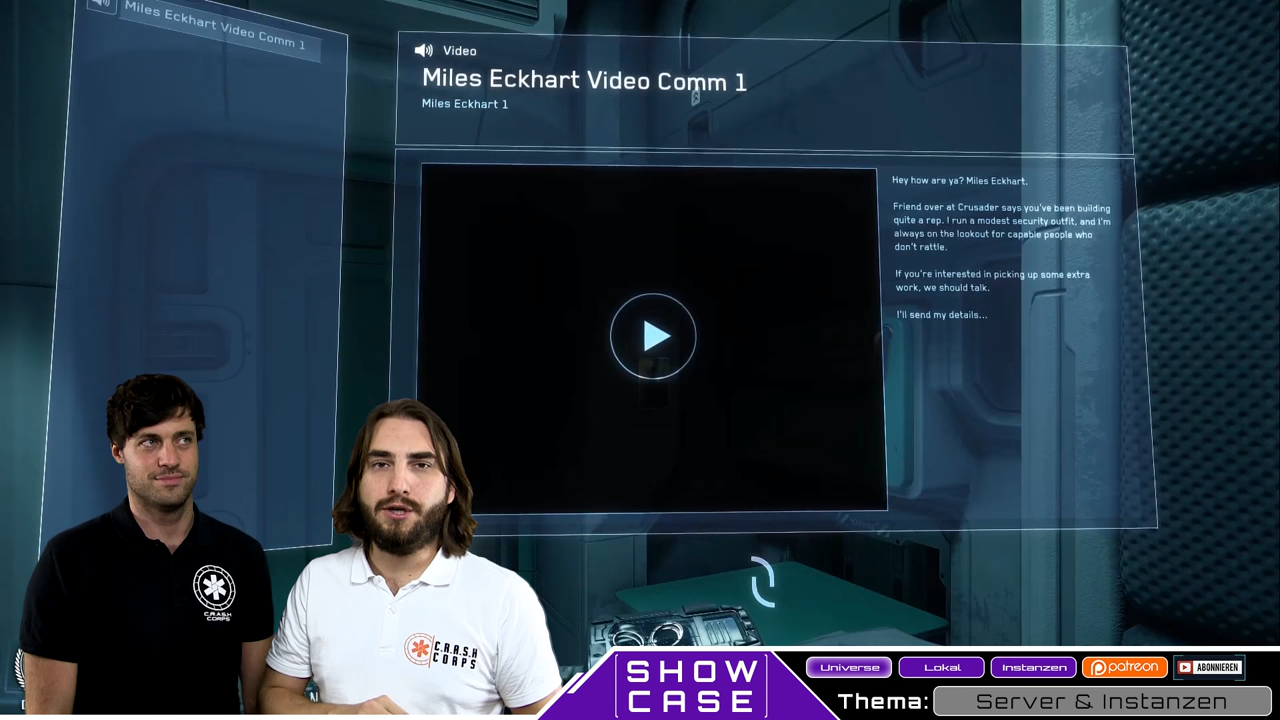 Miles Eckhart Video Comm 1
Video
Miles Eckhart Video Comm 1
Miles Eckhart 1
Hey how are ya? Miles Eckhart.
Friend over at Crusader says you've been building
quite a rep. I run a modest security outfit, and I'm
always on the lookout for capable people who
don't rattle.
If you're interested in picking up some extra
work, we should talk.
I'll send my details...
C.R.A.S.H
CORPS
C.R.A.S.H
CORPS
SHOW
CASE
Universe
Lokal
Instanzen
patreon
ABONNIEREN
Thema:
Server & Instanzen